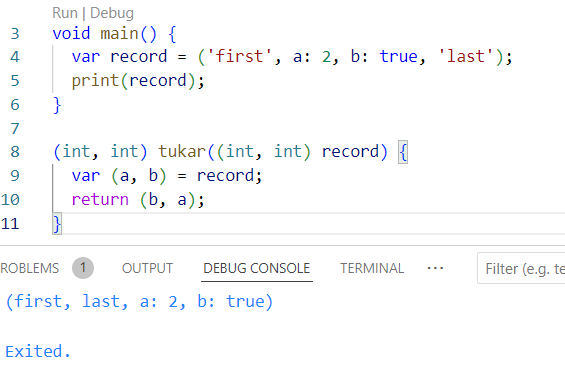 Run | Debug
3 void main() {
4 var record = ('first', a: 2, b: true, 'last');
5 print(record);
6 }
7
8 (int, int) tukar((int, int) record) {
9 var (a, b) = record;
10 return (b, a);
11 }
ROBLEMS 1 OUTPUT DEBUG CONSOLE TERMINAL ··· Filter (e.g. te
(first, last, a: 2, b: true)
Exited.